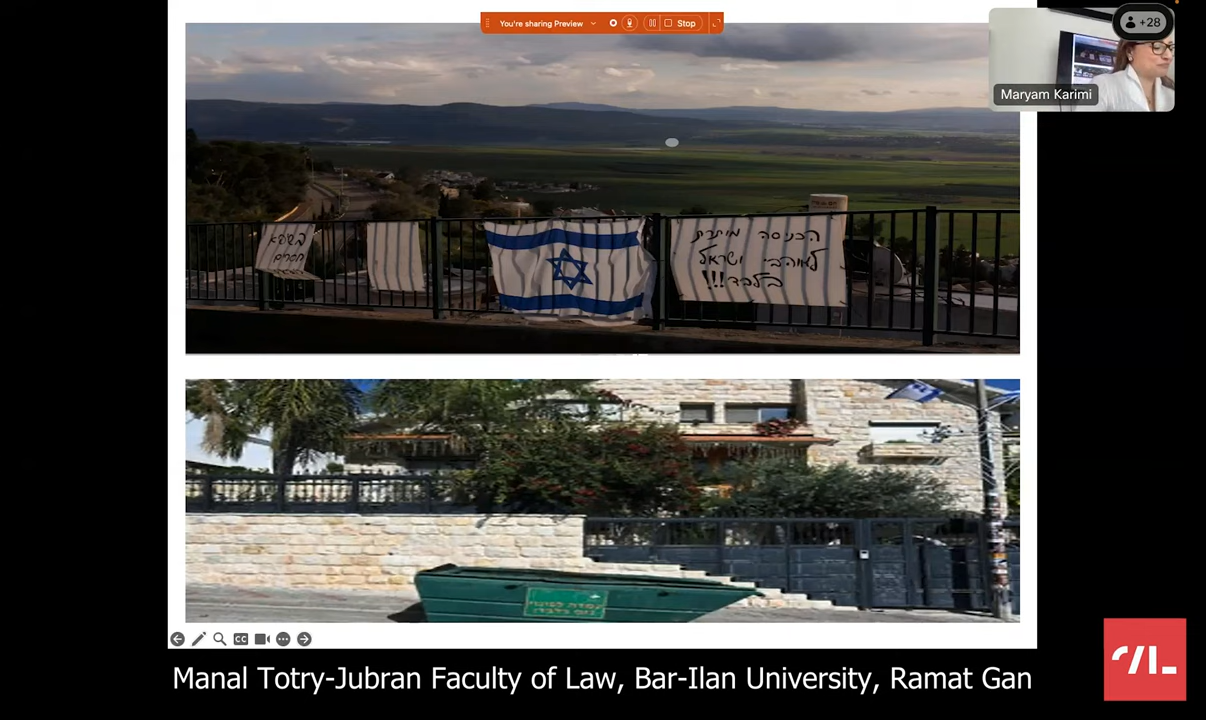 You're sharing Preview
Stop
+28
Maryam Karimi
הכניסה מותרת
לאוהבי ישראל
בלבד!!!
CC
Manal Totry-Jubran Faculty of Law, Bar-Ilan University, Ramat Gan